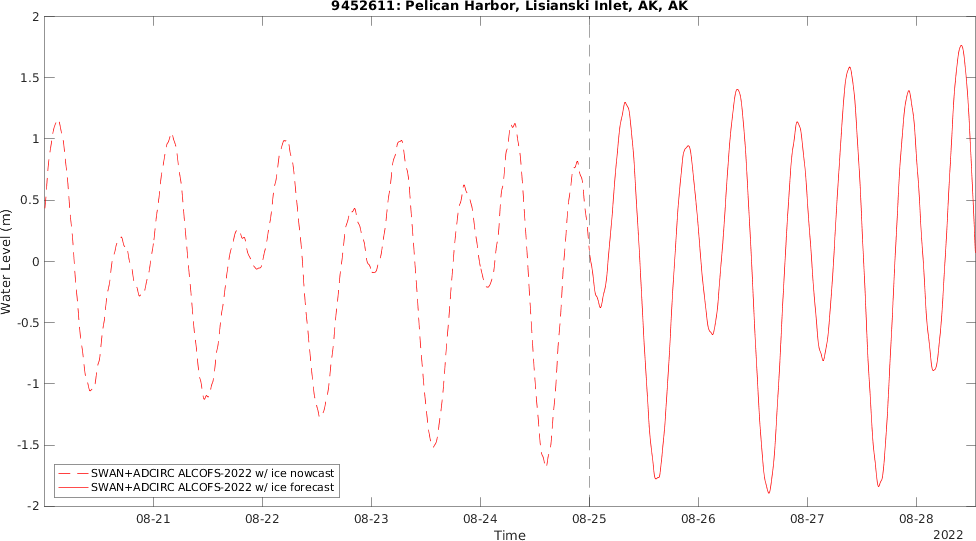 9452611: Pelican Harbor, Lisianski Inlet, AK, AK
2
1.5
1
0.5
0
-0.5
-1
-1.5
-2
Water Level (m)
SWAN+ADCIRC ALCOFS-2022 w/ ice nowcast
SWAN+ADCIRC ALCOFS-2022 w/ ice forecast
08-21 08-22 08-23 08-24 08-25 08-26 08-27 08-28
Time
2022